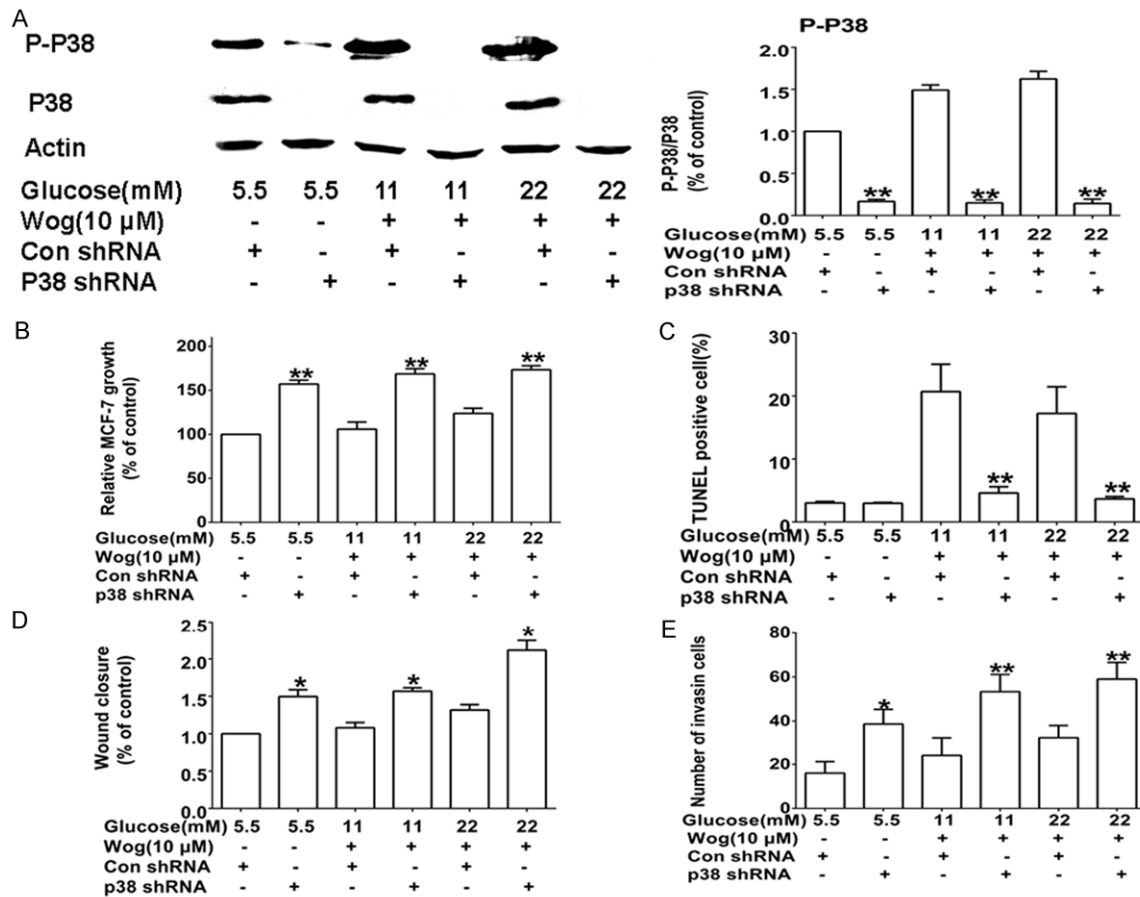 A
P-P38
P38
Actin
Glucose(mM) 5.5 5.5 11 11 22 22
Wog(10 µM) - - + + + +
Con shRNA + - + - + -
P38 shRNA - + - + - +
P-P38
P-P38/P38
(% of control)
2.0
1.5
1.0
0.5
0.0
** ** **
Glucose(mM) 5.5 5.5 11 11 22 22
Wog(10 µM) - - + + + +
Con shRNA + - + - + -
p38 shRNA - + - + - +
B
Relative MCF-7 growth
(% of control)
200
150
100
50
0
** ** **
Glucose(mM) 5.5 5.5 11 11 22 22
Wog(10 µM) - - + + + +
Con shRNA + - + - + -
p38 shRNA - + - + - +
C
TUNEL positive cell(%)
30
20
10
0
** **
Glucose(mM) 5.5 5.5 11 11 22 22
Wog(10 µM) - - + + + +
Con shRNA + - + - + -
p38 shRNA - + - + - +
D
Wound closure
(% of control)
2.5
2.0
1.5
1.0
0.5
0.0
* * *
Glucose(mM) 5.5 5.5 11 11 22 22
Wog(10 µM) - - + + + +
Con shRNA + - + - + -
p38 shRNA - + - + - +
E
Number of invasin cells
80
60
40
20
0
* ** **
Glucose(mM) 5.5 5.5 11 11 22 22
Wog(10 µM) - - + + + +
Con shRNA + - + - + -
p38 shRNA - + - + - +